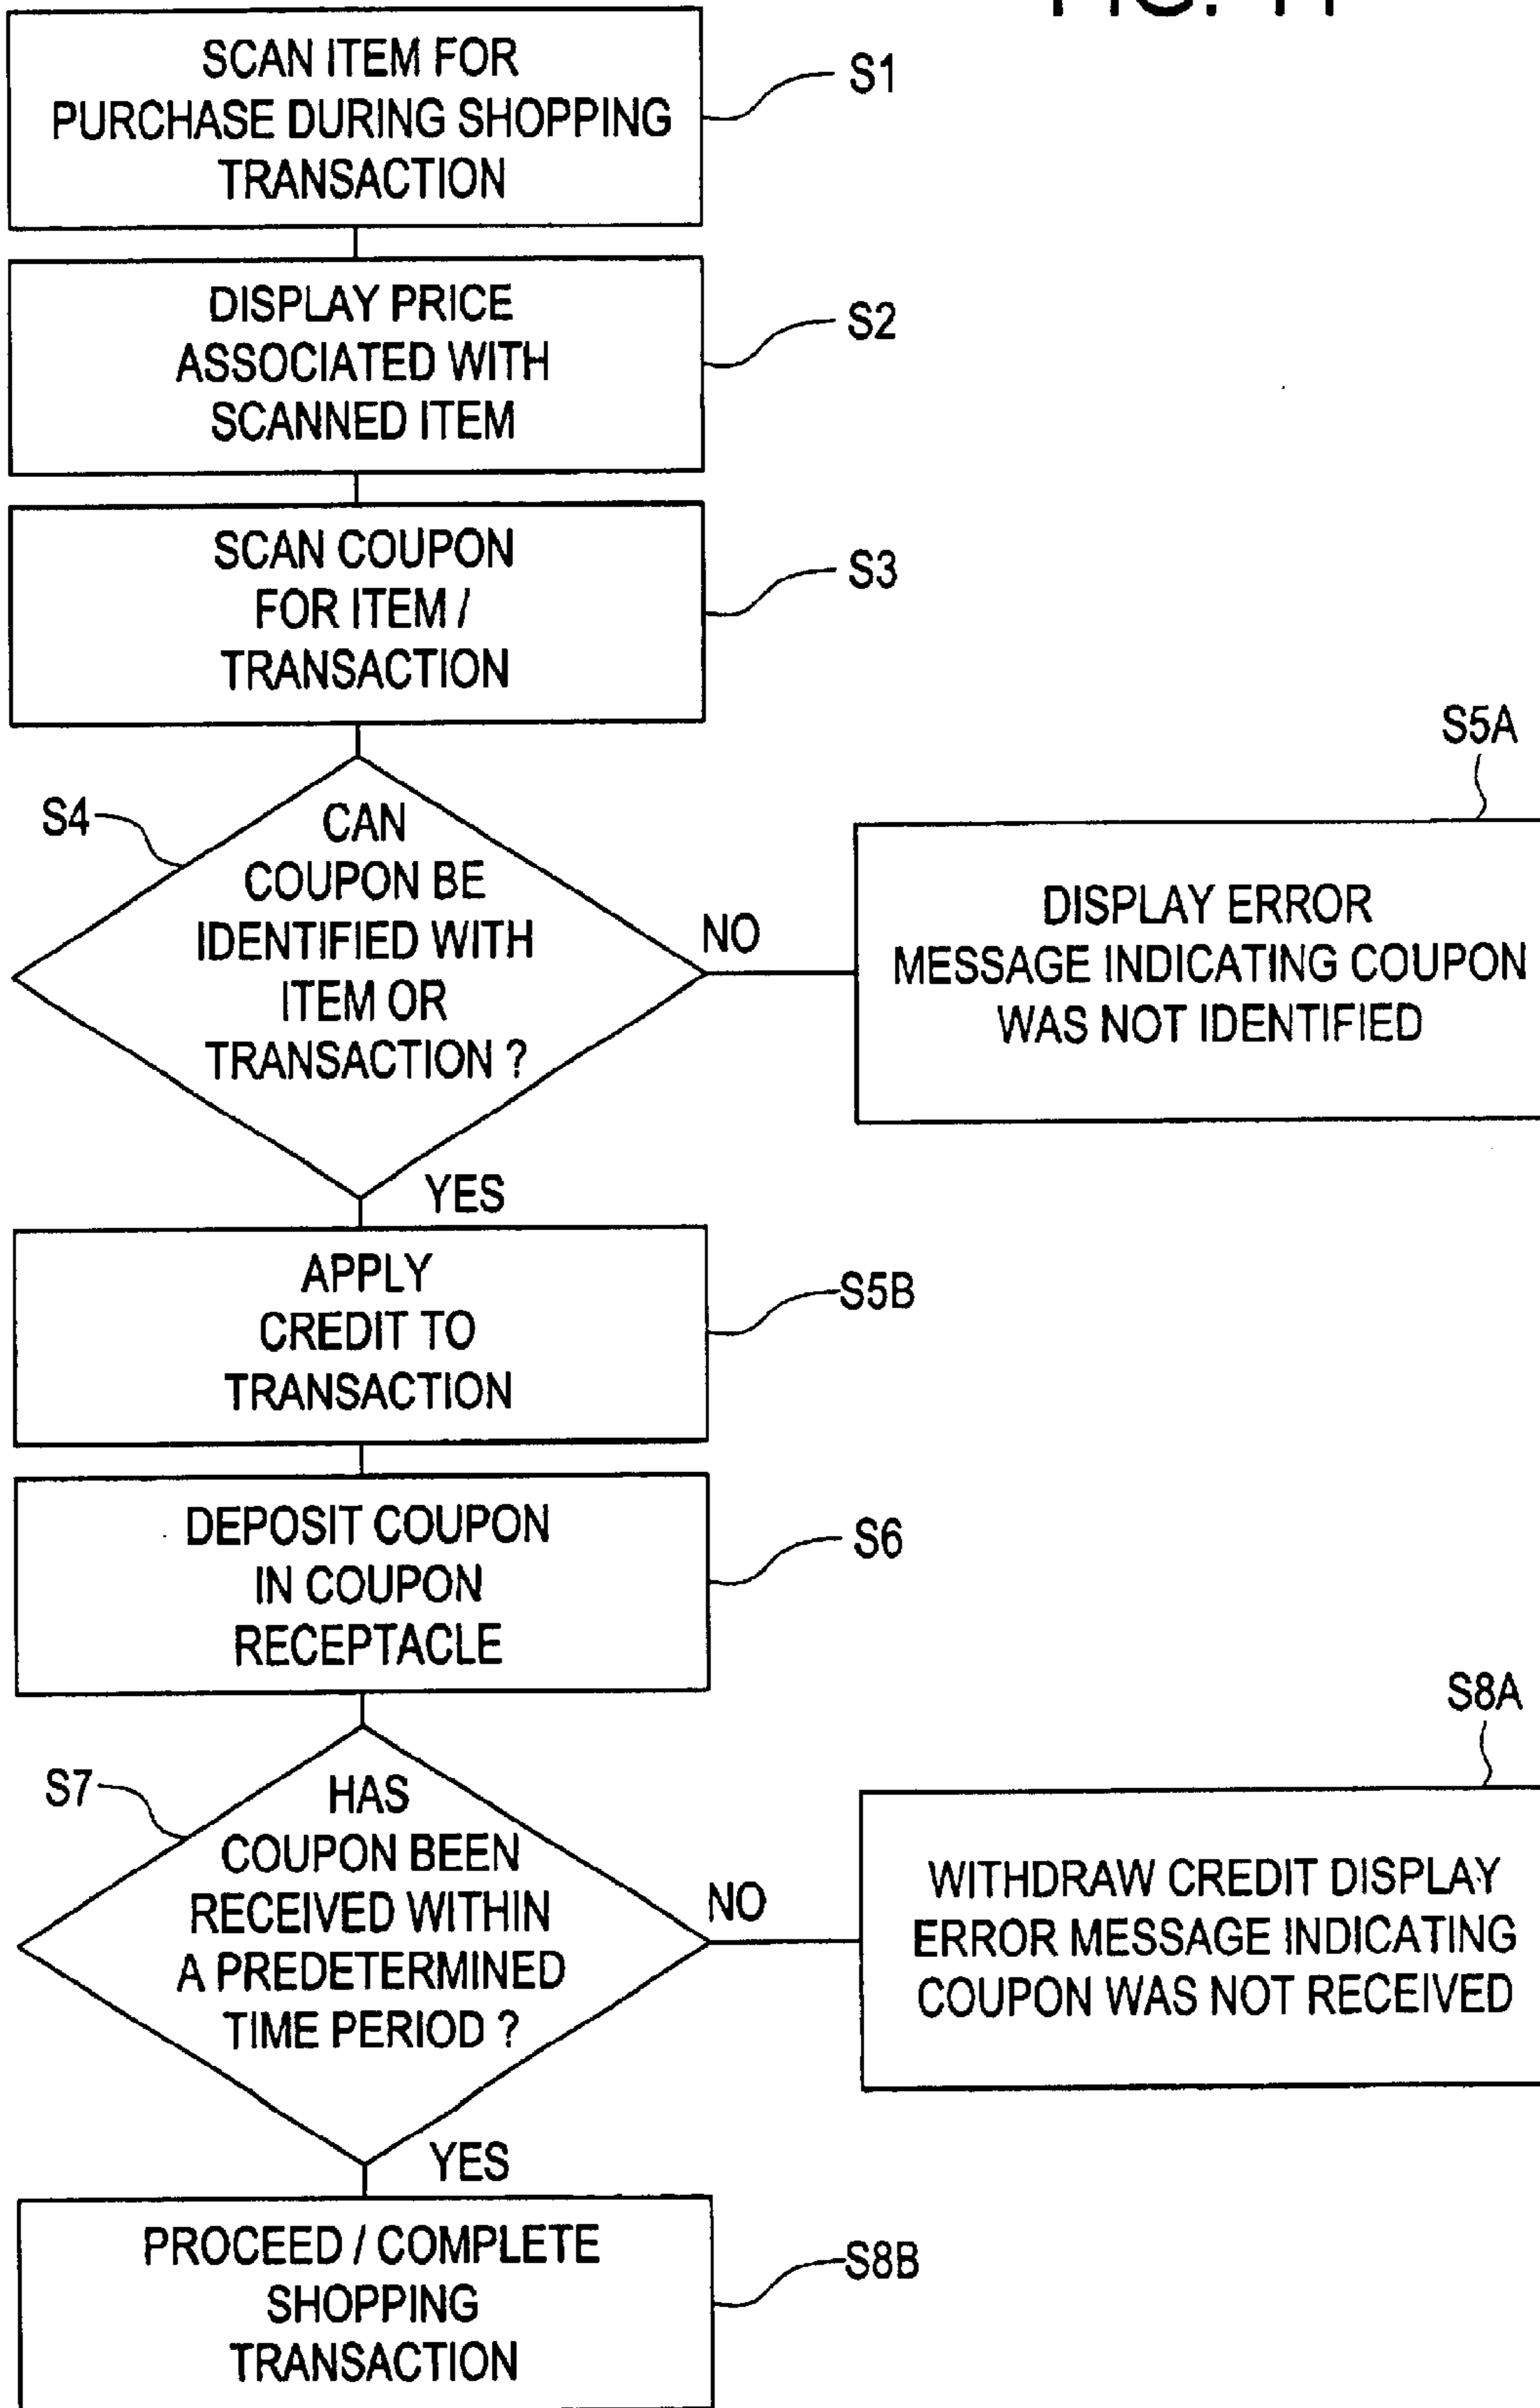 SCAN ITEM FOR
PURCHASE DURING SHOPPING
TRANSACTION
S1
DISPLAY PRICE
ASSOCIATED WITH
SCANNED ITEM
S2
SCAN COUPON
FOR ITEM /
TRANSACTION
S3
S4
CAN
COUPON BE
IDENTIFIED WITH
ITEM OR
TRANSACTION ?
NO
S5A
DISPLAY ERROR
MESSAGE INDICATING COUPON
WAS NOT IDENTIFIED
YES
APPLY
CREDIT TO
TRANSACTION
S5B
DEPOSIT COUPON
IN COUPON
RECEPTACLE
S6
S7
HAS
COUPON BEEN
RECEIVED WITHIN
A PREDETERMINED
TIME PERIOD ?
NO
S8A
WITHDRAW CREDIT DISPLAY
ERROR MESSAGE INDICATING
COUPON WAS NOT RECEIVED
YES
PROCEED / COMPLETE
SHOPPING
TRANSACTION
S8B